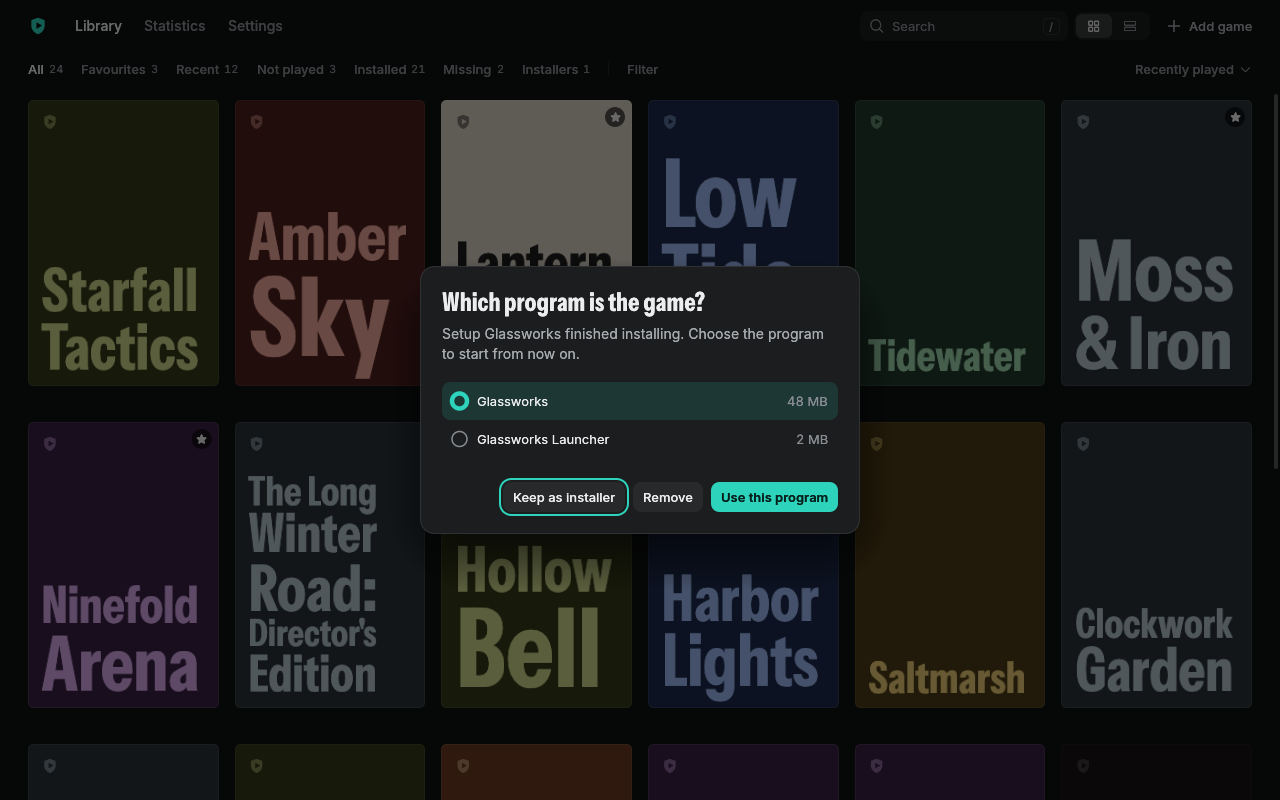 Library Statistics Settings
Search /
Add game
All 24 Favourites 3 Recent 12 Not played 3 Installed 21 Missing 2 Installers 1 Filter
Recently played
Starfall
Tactics
Amber
Sky
Lantern
Low
Tide
Tidewater
Moss
& Iron
Which program is the game?
Setup Glassworks finished installing. Choose the program
to start from now on.
Glassworks 48 MB
Glassworks Launcher 2 MB
Keep as installer Remove Use this program
Ninefold
Arena
The Long
Winter
Road:
Director's
Edition
Hollow
Bell
Harbor
Lights
Saltmarsh
Clockwork
Garden